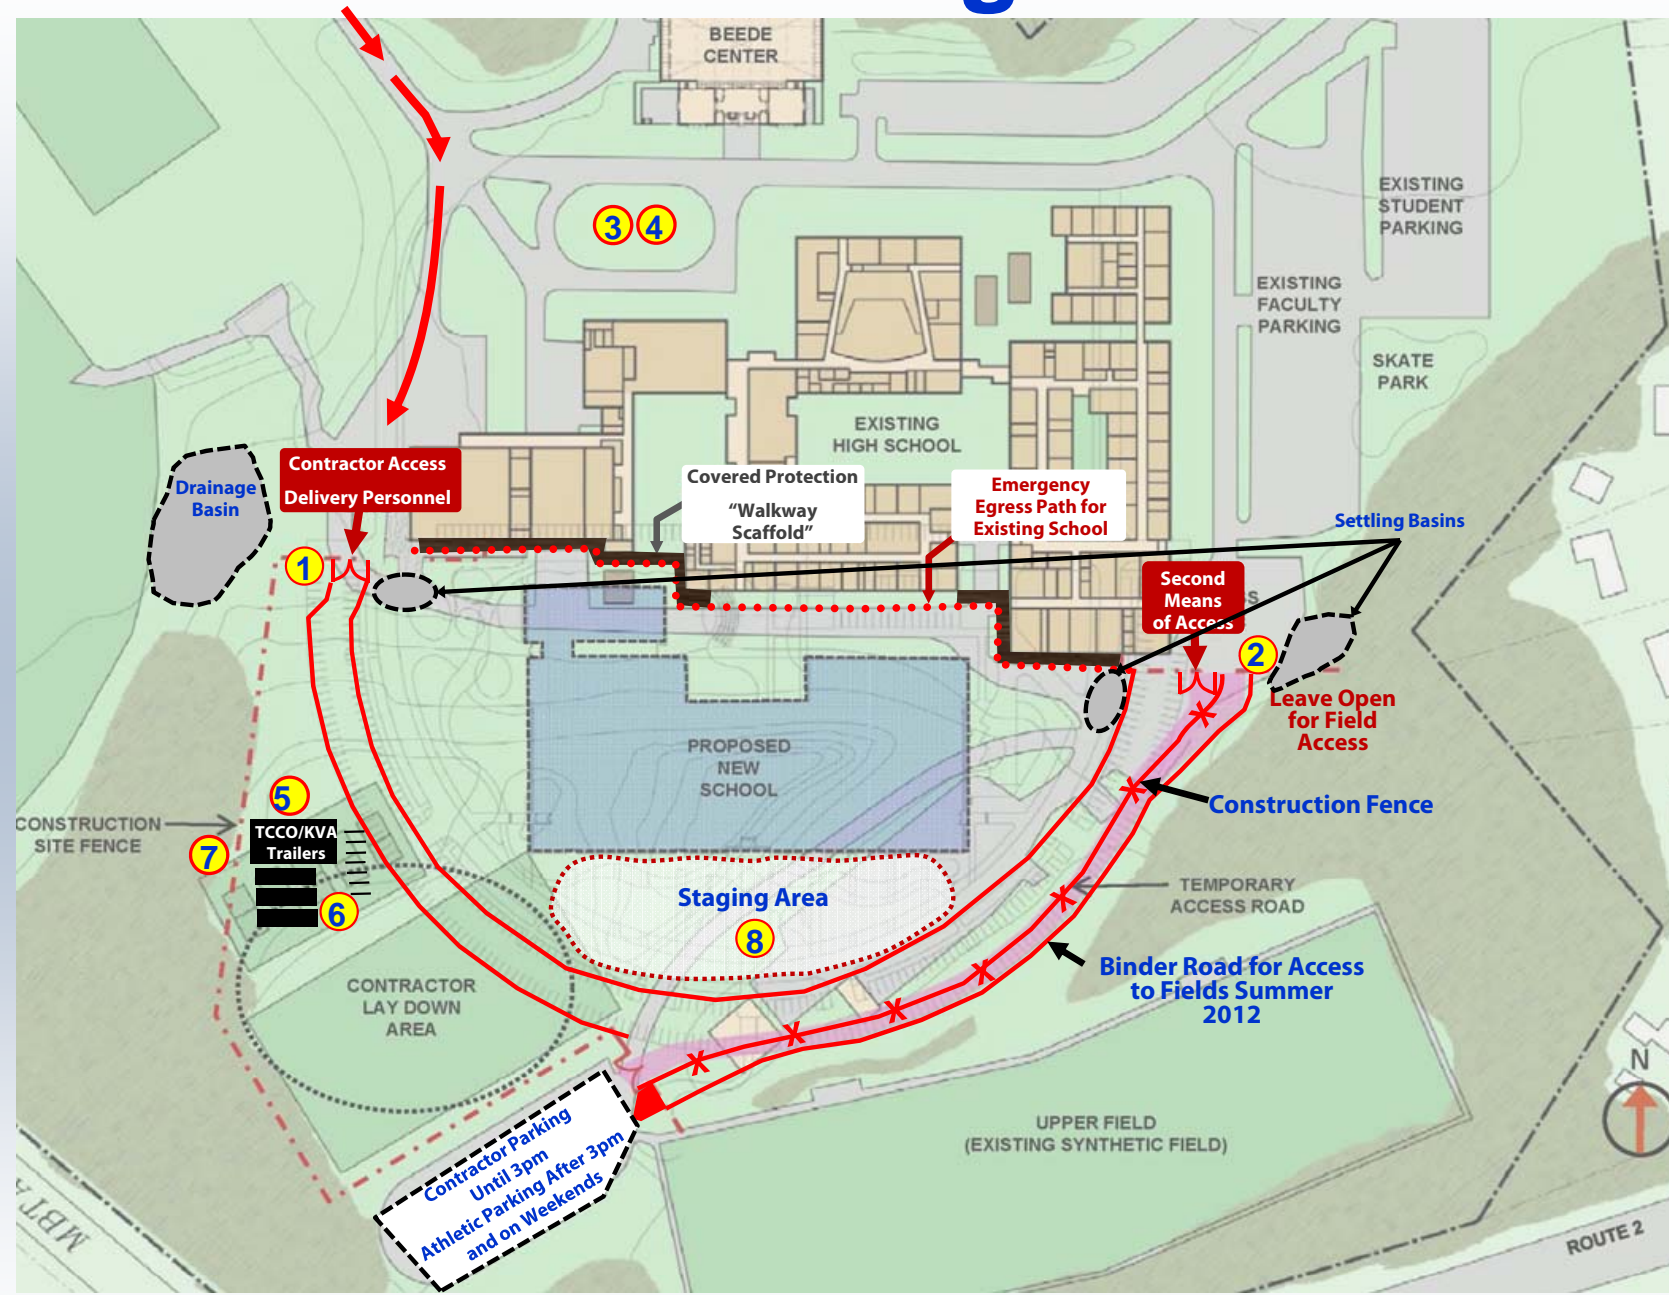 g
BEEDE
CENTER
EXISTING
STUDENT
PARKING
3
4
EXISTING
FACULTY
PARKING
SKATE
PARK
EXISTING
HIGH SCHOOL
Contractor Access
Delivery Personnel
Drainage
Basin
Covered Protection
“Walkway
Scaffold”
Emergency
Egress Path for
Existing School
Settling Basins
1
Second
Means
of Access
S
2
Leave Open
for Field
Access
PROPOSED
NEW
SCHOOL
5
Construction Fence
CONSTRUCTION
SITE FENCE
TCCO/KVA
Trailers
7
6
Staging Area
8
TEMPORARY
ACCESS ROAD
Binder Road for Access
to Fields Summer
2012
CONTRACTOR
LAY DOWN
AREA
N
Contractor Parking
Until 3pm
Athletic Parking After 3pm
and on Weekends
UPPER FIELD
(EXISTING SYNTHETIC FIELD)
MBTA
ROUTE 2